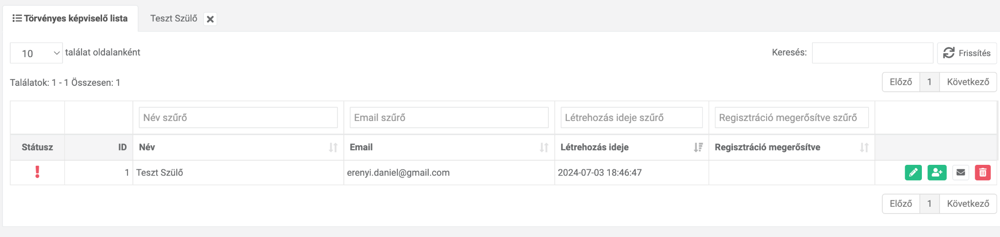 Törvényes képviselő lista Teszt Szülő
10 találat oldalanként Keresés: Frissítés
Találatok: 1 - 1 Összesen: 1 Előző 1 Következő
Név szűrő Email szűrő Létrehozás ideje szűrő Regisztráció megerősítve szűrő
Státusz ID Név Email Létrehozás ideje Regisztráció megerősítve
1 Teszt Szülő erenyi.daniel@gmail.com 2024-07-03 18:46:47
Előző 1 Következő